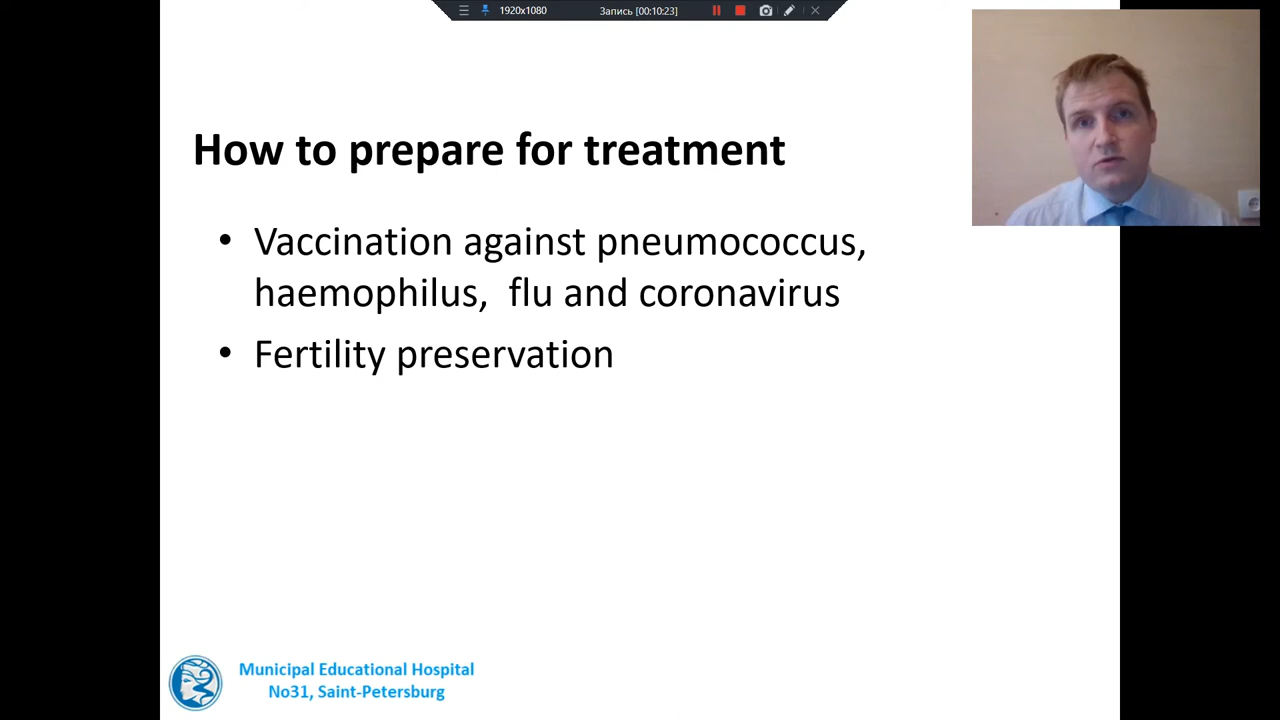 1920x1080 Запись [00:10:23]
How to prepare for treatment
• Vaccination against pneumococcus,
haemophilus, flu and coronavirus
• Fertility preservation
Municipal Educational Hospital
No31, Saint-Petersburg